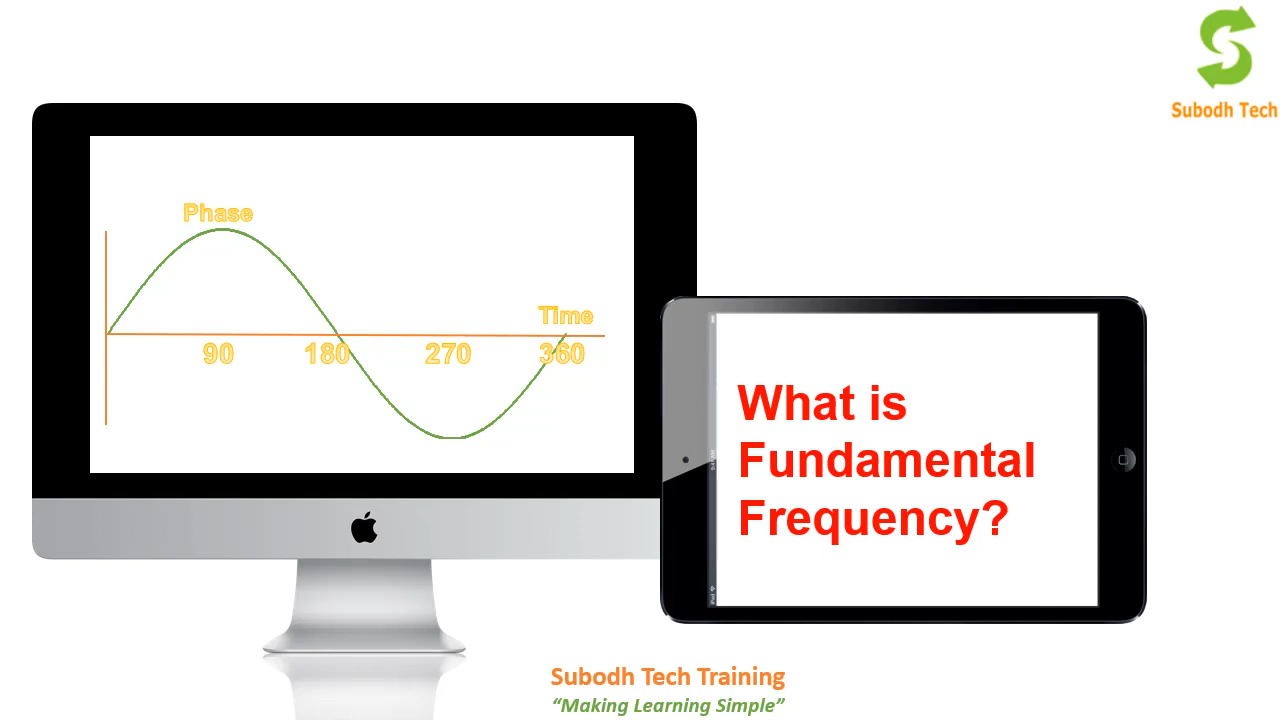 Subodh Tech
Phase
Time
90 180 270 360
What is
Fundamental
Frequency?
Subodh Tech Training
“Making Learning Simple”